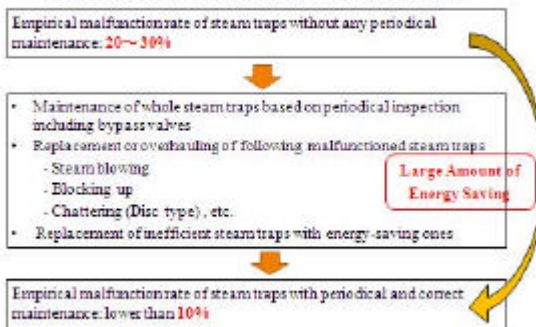 Empirical malfunction rate of steam traps without any periodical
maintenance: 20～30%
• Maintenance of whole steam traps based on periodical inspection
including bypass valves
• Replacement or overhauling of following malfunctioned steam traps
- Steam blowing
- Blocking up
- Chattering (Disc type) , etc.
• Replacement of inefficient steam traps with energy-saving ones
Large Amount of
Energy Saving
Empirical malfunction rate of steam traps with periodical and correct
maintenance: lower than 10%